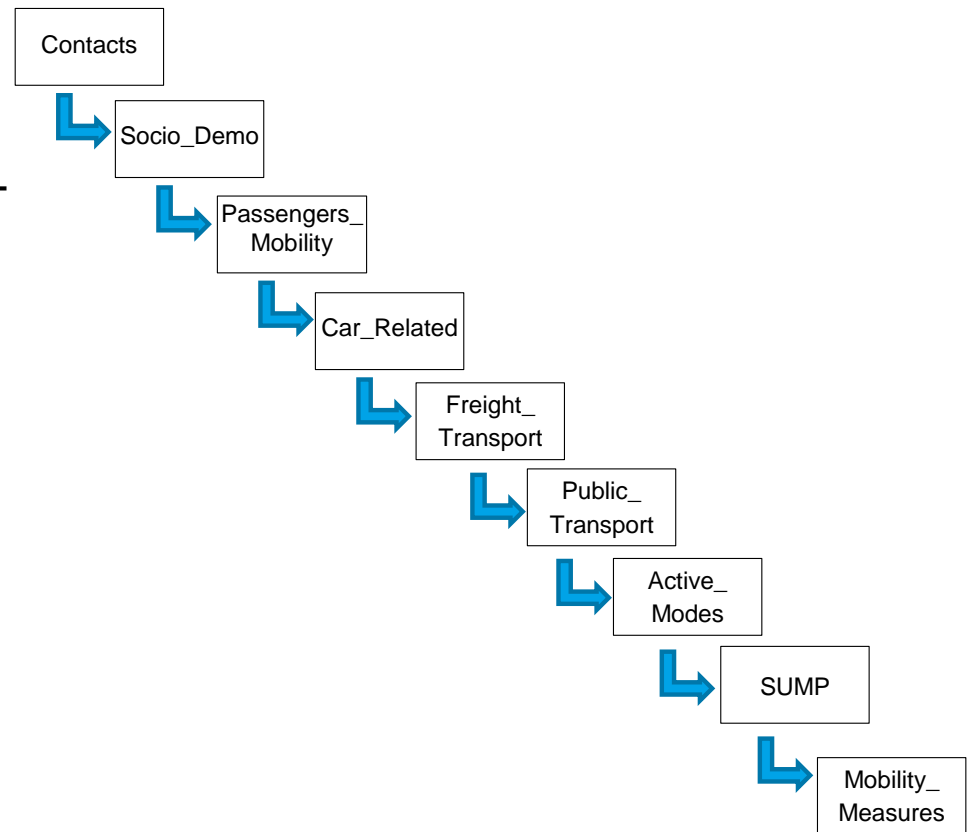 Contacts
Socio_Demo
Passengers_
Mobility
Car_Related
Freight_
Transport
Public_
Transport
Active_
Modes
SUMP
Mobility_
Measures